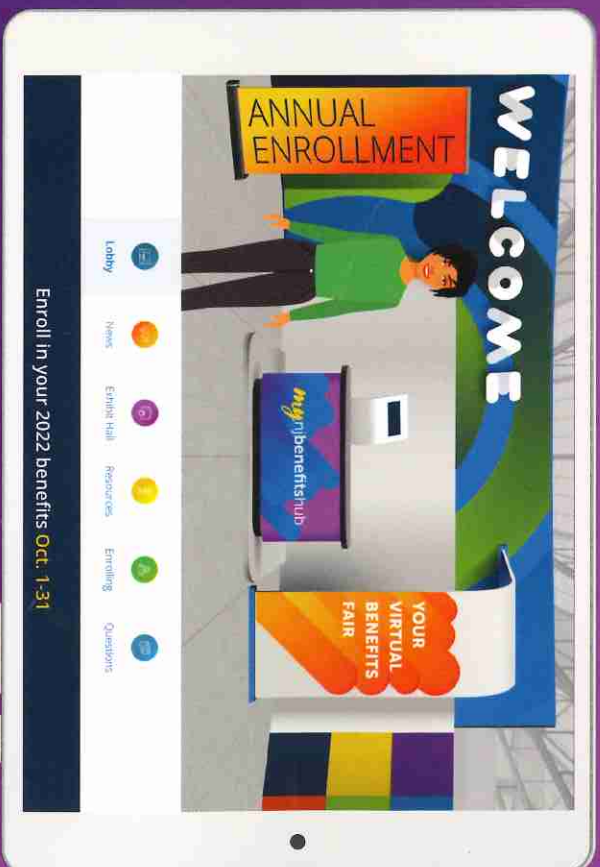 WELCOME
ANNUAL
ENROLLMENT
mynjbenefitshub
YOUR
VIRTUAL
BENEFITS
FAIR
Lobby
News
Exhibit Hall
Resources
Enrolling
Questions
Enroll in your 2022 benefits Oct. 1-31